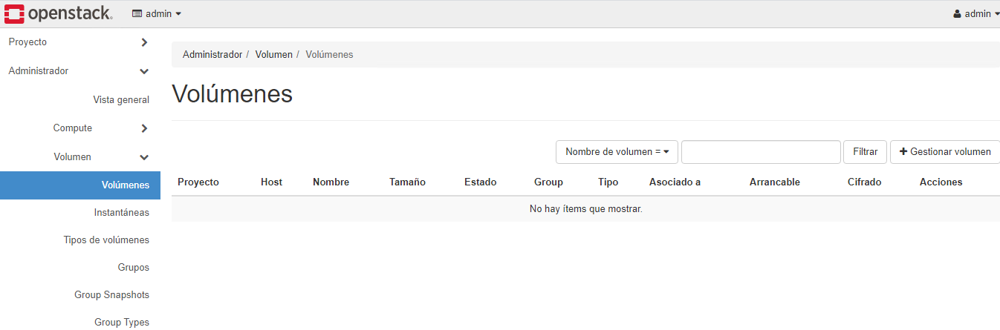 openstack. admin admin
Proyecto
Administrador / Volumen / Volúmenes
Administrador
Volúmenes
Vista general
Compute
Volumen
Nombre de volumen = Filtrar + Gestionar volumen
Volúmenes
Proyecto Host Nombre Tamaño Estado Group Tipo Asociado a Arrancable Cifrado Acciones
No hay ítems que mostrar.
Instantáneas
Tipos de volúmenes
Grupos
Group Snapshots
Group Types